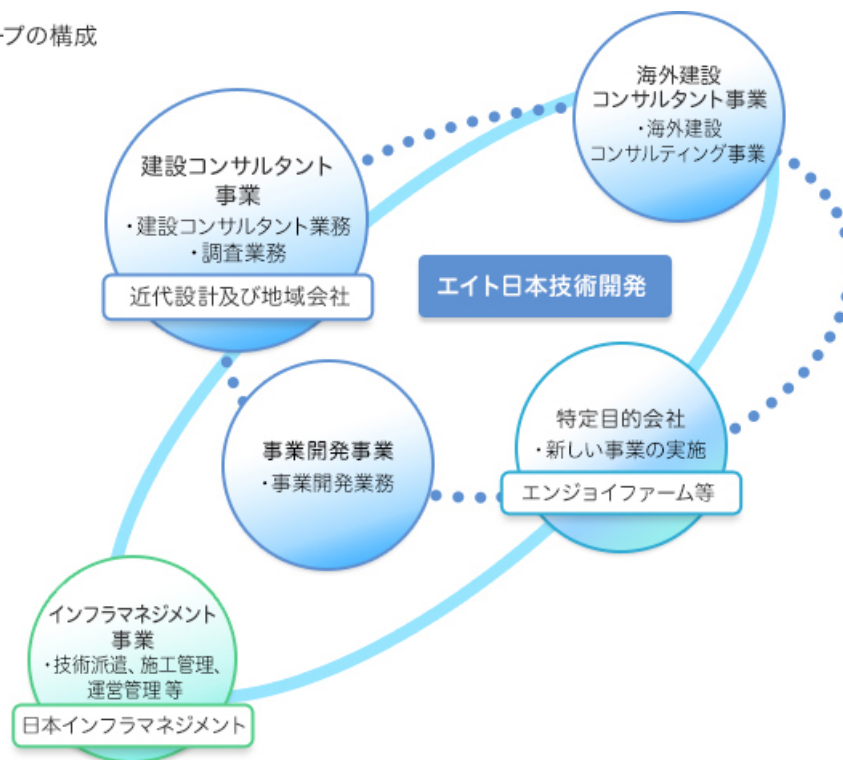 プの構成
海外建設
コンサルタント事業
・海外建設
コンサルティング事業
建設コンサルタント
事業
・建設コンサルタント業務
・調査業務
近代設計及び地域会社
エイト日本技術開発
特定目的会社
・新しい事業の実施
エンジョイファーム等
事業開発事業
・事業開発業務
インフラマネジメント
事業
・技術派遣、施工管理、
運営管理 等
日本インフラマネジメント